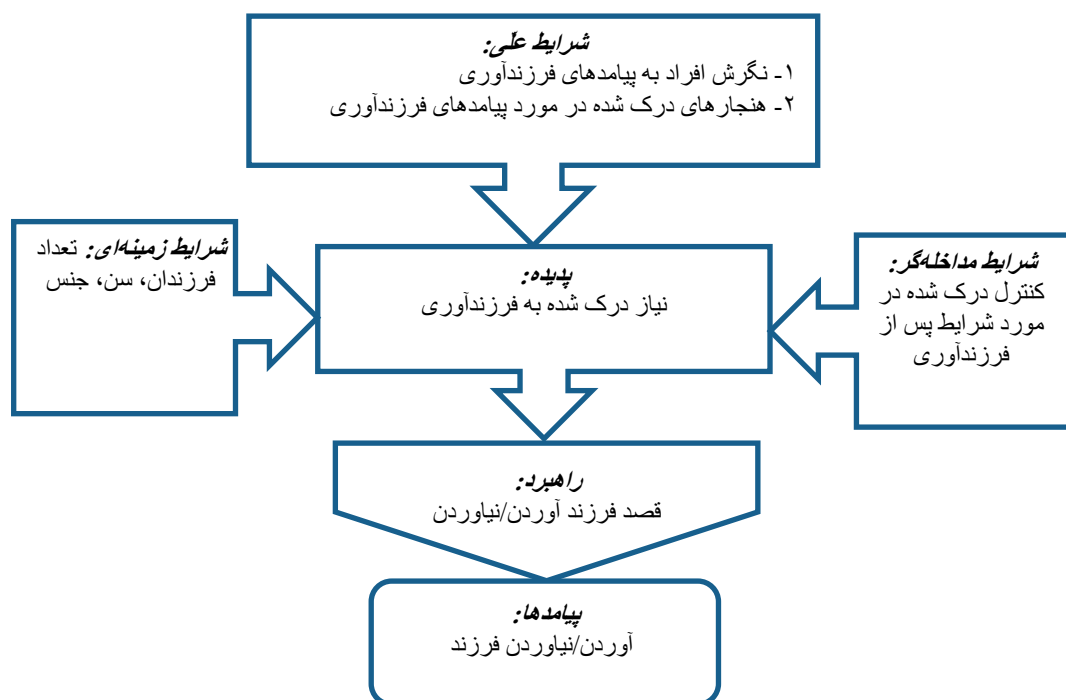 شرایط علّی:
۱- نگرش افراد به پیامدهای فرزندآوری
۲- هنجارهای درک شده در مورد پیامدهای فرزندآوری
شرایط مداخله‌گر:
کنترل درک شده در
مورد شرایط پس از
فرزندآوری
پدیده:
نیاز درک شده به فرزندآوری
شرایط زمینه‌ای: تعداد
فرزندان، سن، جنس
راهبرد:
قصد فرزند آوردن/نیاوردن
پیامدها:
آوردن/نیاوردن فرزند